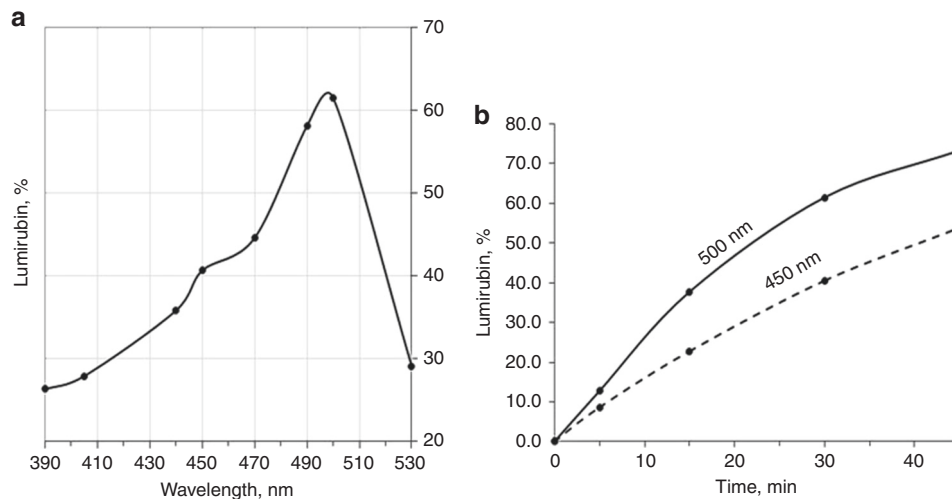 a
70
60
50
40
30
20
Lumirubin, %
390 410 430 450 470 490 510 530
Wavelength, nm
b
80.0
70.0
60.0
50.0
40.0
30.0
20.0
10.0
0.0
Lumirubin, %
500 nm
450 nm
0 10 20 30 40
Time, min